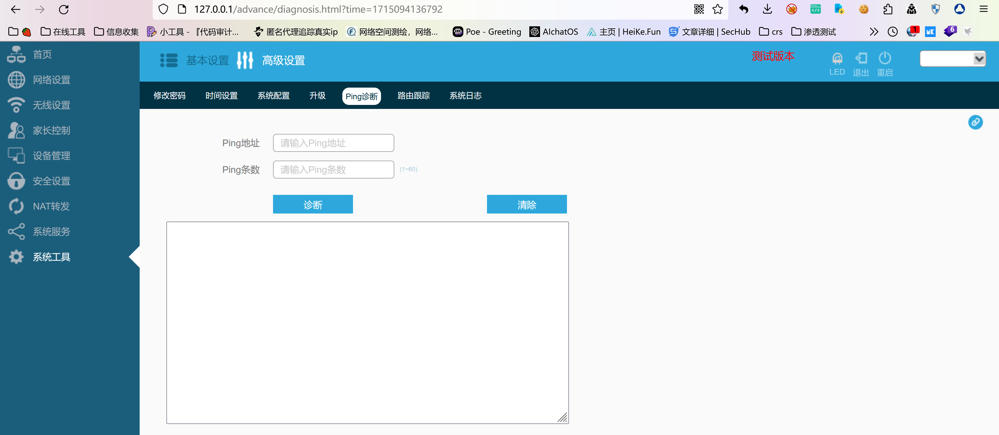 127.0.0.1/advance/diagnosis.html?time=1715094136792
在线工具 信息收集 小工具 - 『代码审计... 匿名代理追踪真实ip 网络空间测绘，网络... Poe - Greeting AIchatOS 主页 | HeiKe.Fun 文章详细 | SecHub crs 渗透测试 1 MK 6
首页
网络设置
无线设置
家长控制
设备管理
安全设置
NAT转发
系统服务
系统工具
基本设置 高级设置 测试版本
LED 退出 重启
修改密码 时间设置 系统配置 升级 Ping诊断 路由跟踪 系统日志
Ping地址 请输入Ping地址
Ping条数 请输入Ping条数 (1~60)
诊断 清除